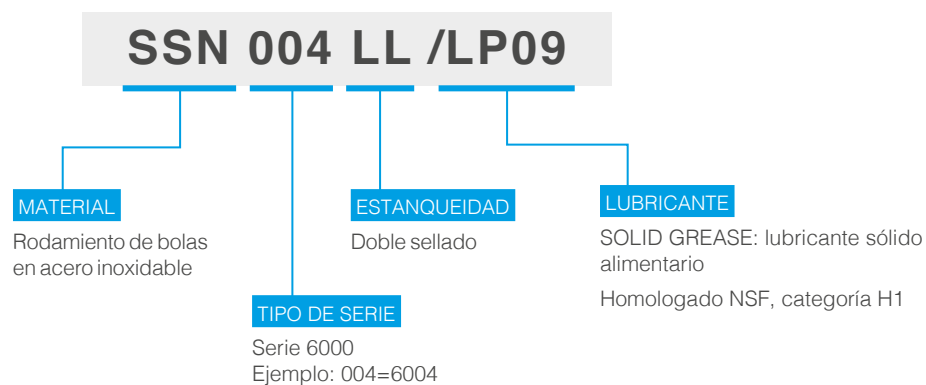 SSN 004 LL /LP09
MATERIAL
Rodamiento de bolas
en acero inoxidable
TIPO DE SERIE
Serie 6000
Ejemplo: 004=6004
ESTANQUEIDAD
Doble sellado
LUBRICANTE
SOLID GREASE: lubricante sólido
alimentario
Homologado NSF, categoría H1